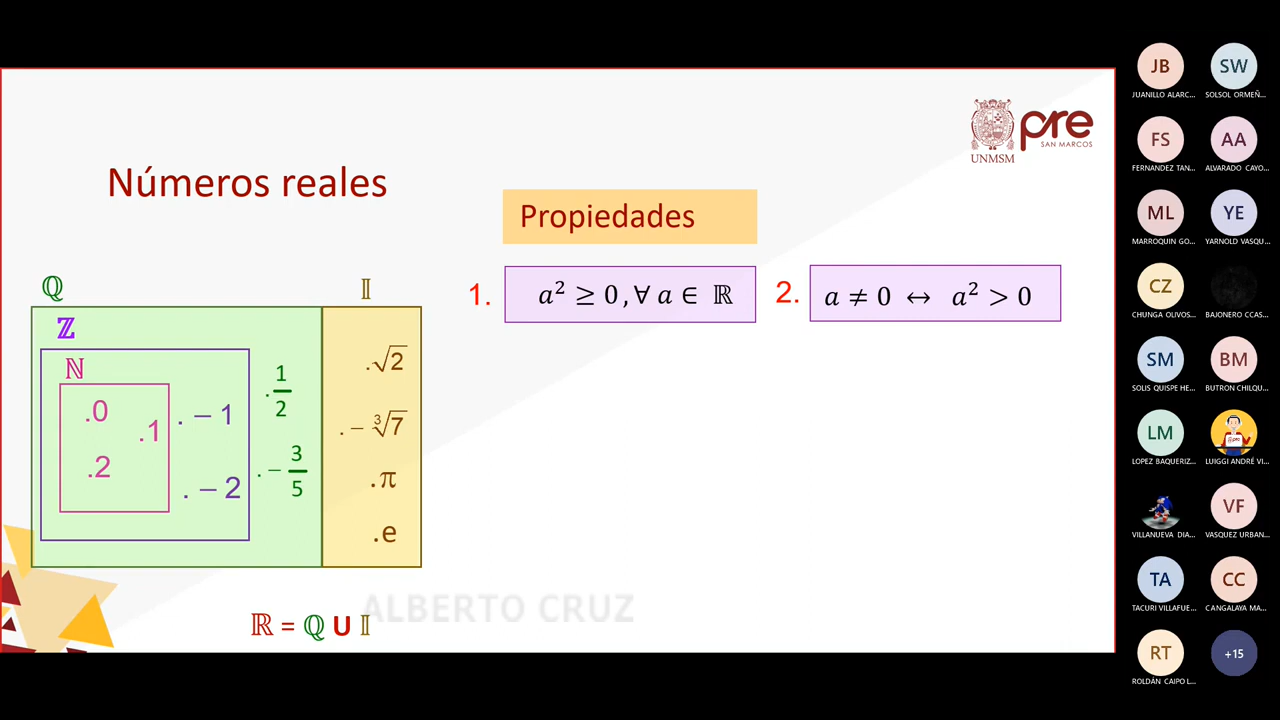 Números reales
UNMSM
pre
SAN MARCOS
Propiedades
1. a² ≥ 0, ∀ a ∈ ℝ
2. a ≠ 0 ↔ a² > 0
ℚ
𝕀
ℤ
ℕ
.0
.1
.2
. − 1
. − 2
. 1/2
. − 3/5
.√2
. − ∛7
.π
.e
ℝ = ℚ U 𝕀
ALBERTO CRUZ
JB
JUANILLO ALARC...
SW
SOLSOL ORMEÑ...
FS
FERNANDEZ TAN...
AA
ALVARADO CAYO...
ML
MARROQUIN GO...
YE
YARNOLD VASQU...
CZ
CHUNGA OLIVOS...
BAJONERO CCAS...
SM
SOLIS QUISPE HE...
BM
BUTRON CHILQU...
LM
LOPEZ BAQUERIZ...
LUIGGI ANDRÉ VI...
VILLANUEVA DIA...
VF
VASQUEZ URBAN...
TA
TACURI VILLAFUE...
CC
CANGALAYA MA...
RT
ROLDÁN CAIPO L...
+15